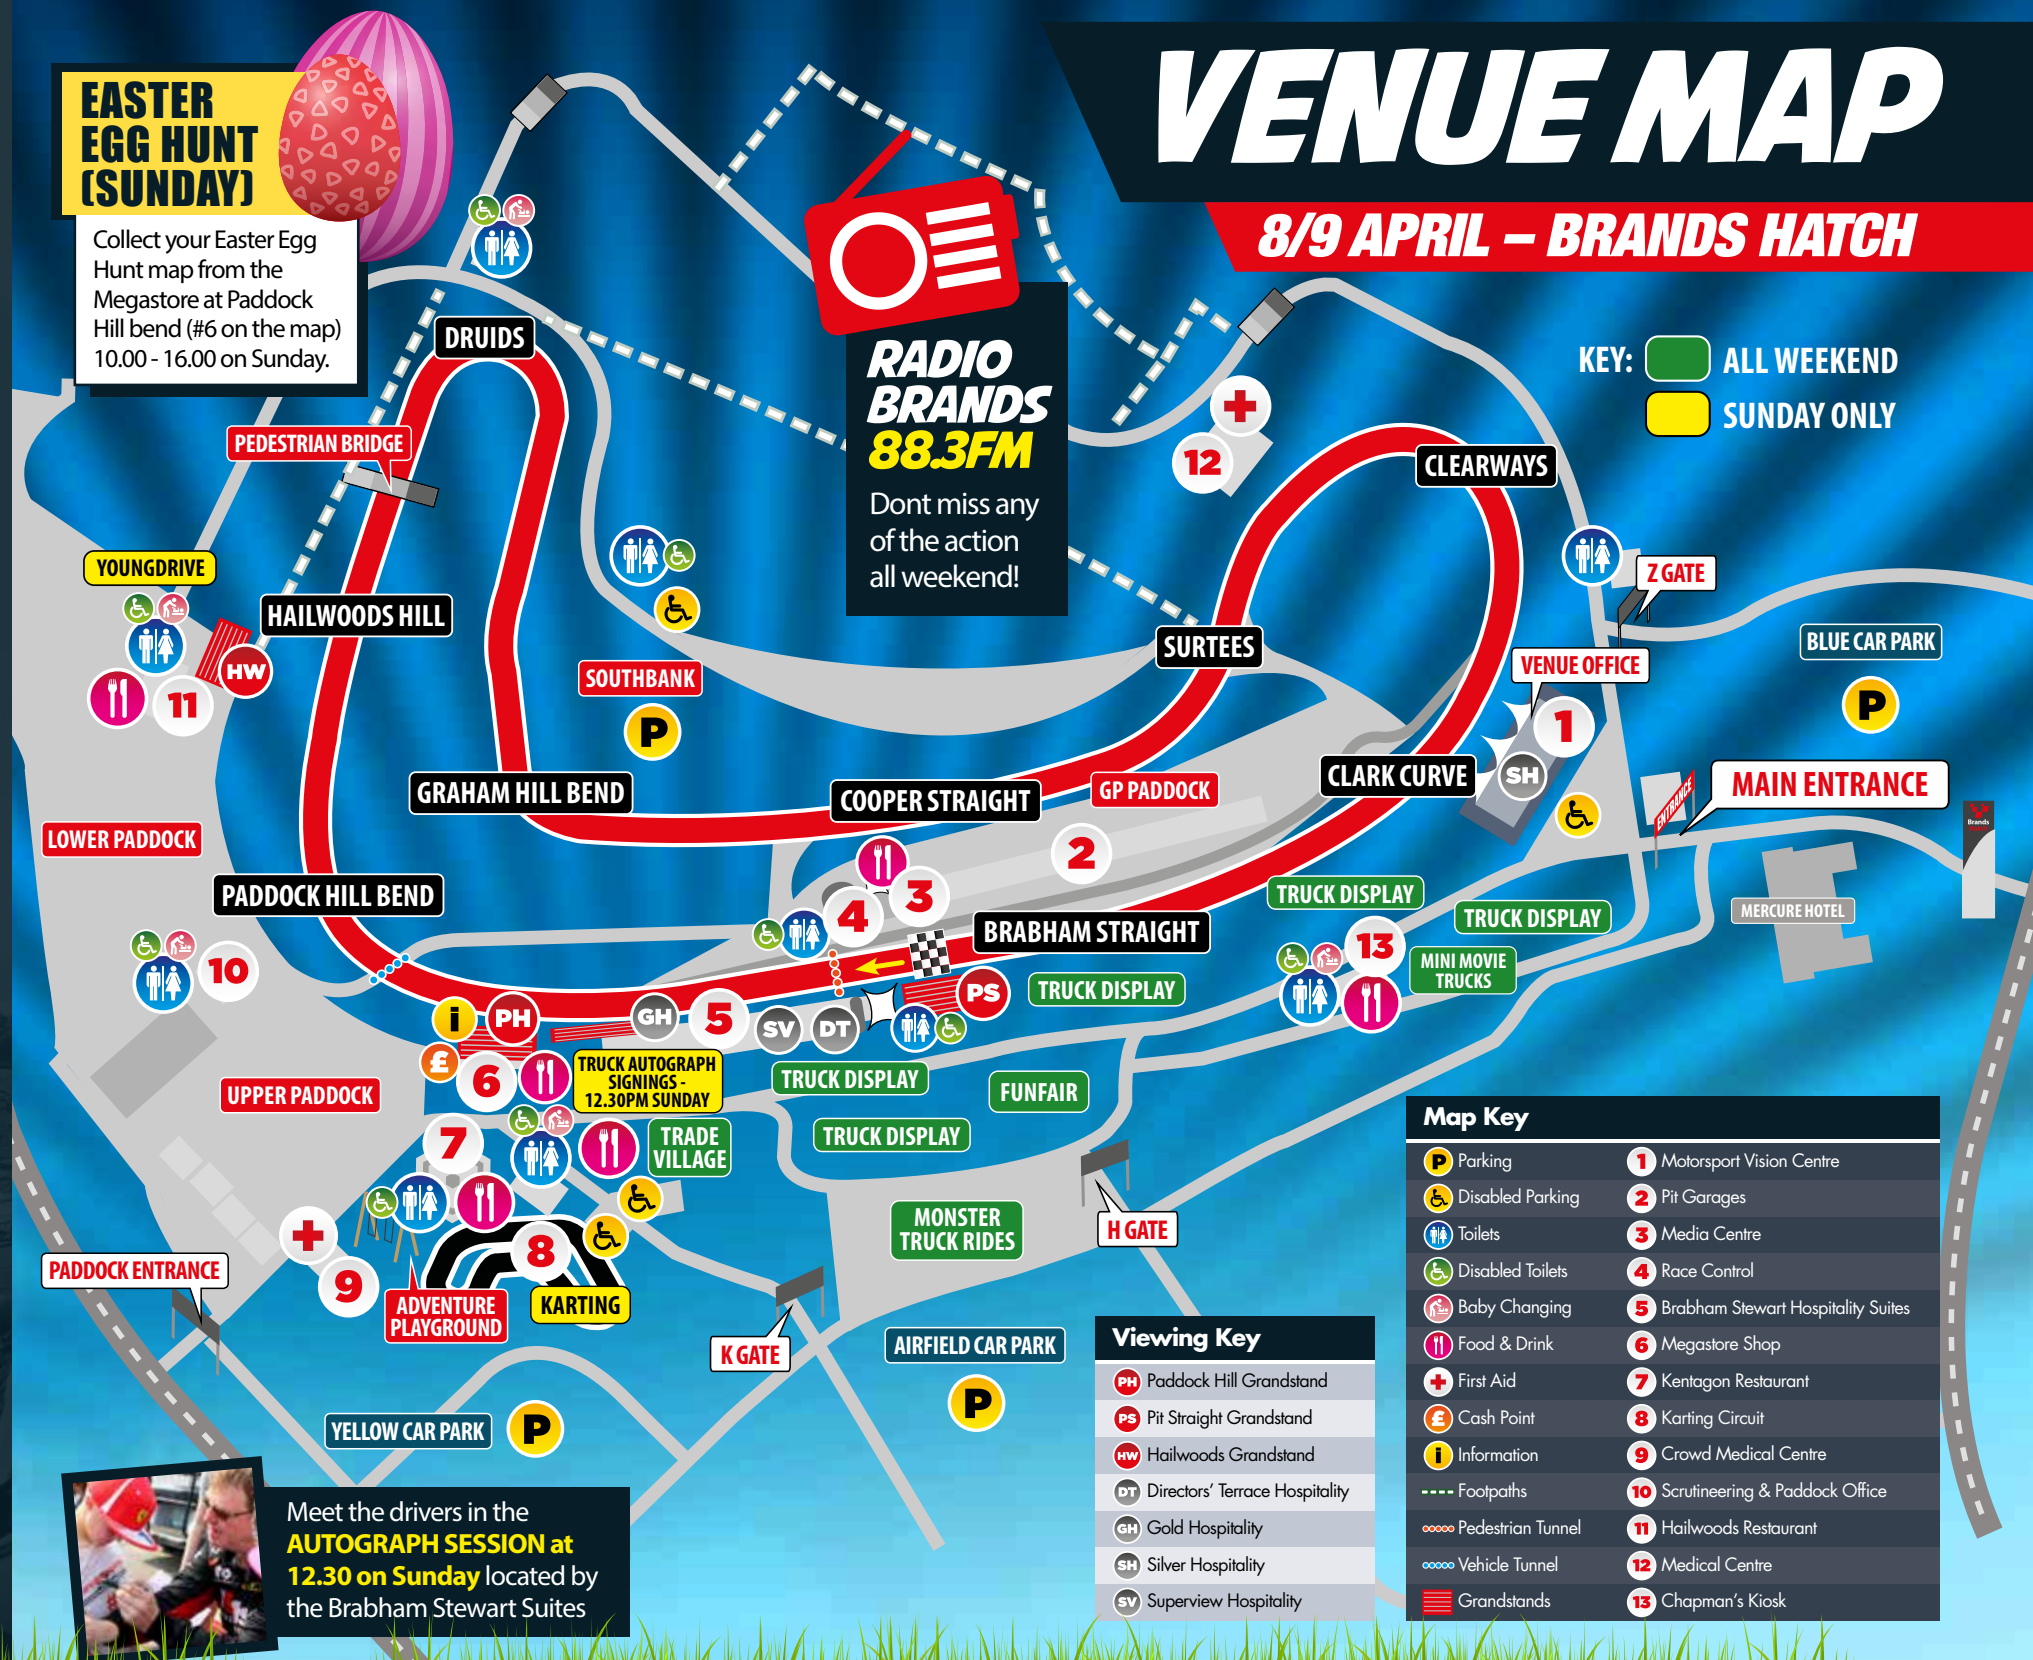 VENUE MAP
8/9 APRIL – BRANDS HATCH
EASTER
EGG HUNT
(SUNDAY)
Collect your Easter Egg
Hunt map from the
Megastore at Paddock
Hill bend (#6 on the map)
10.00 - 16.00 on Sunday.
RADIO
BRANDS
88.3FM
Dont miss any
of the action
all weekend!
KEY:
ALL WEEKEND
SUNDAY ONLY
DRUIDS
PEDESTRIAN BRIDGE
12
CLEARWAYS
YOUNGDRIVE
HAILWOODS HILL
HW
11
Z GATE
SURTEES
SOUTHBANK
P
VENUE OFFICE
1
SH
BLUE CAR PARK
P
GRAHAM HILL BEND
COOPER STRAIGHT
GP PADDOCK
CLARK CURVE
MAIN ENTRANCE
ENTRANCE
Brands
LOWER PADDOCK
2
3
4
PADDOCK HILL BEND
BRABHAM STRAIGHT
TRUCK DISPLAY
TRUCK DISPLAY
MERCURE HOTEL
10
13
MINI MOVIE
TRUCKS
i
PH
GH
5
SV
DT
PS
TRUCK DISPLAY
£
6
TRUCK AUTOGRAPH
SIGNINGS -
12.30PM SUNDAY
TRUCK DISPLAY
FUNFAIR
UPPER PADDOCK
7
TRADE
VILLAGE
TRUCK DISPLAY
MONSTER
TRUCK RIDES
H GATE
PADDOCK ENTRANCE
9
8
ADVENTURE
PLAYGROUND
KARTING
K GATE
AIRFIELD CAR PARK
P
YELLOW CAR PARK
P
Meet the drivers in the
AUTOGRAPH SESSION at
12.30 on Sunday located by
the Brabham Stewart Suites
Viewing Key
PH Paddock Hill Grandstand
PS Pit Straight Grandstand
HW Hailwoods Grandstand
DT Directors' Terrace Hospitality
GH Gold Hospitality
SH Silver Hospitality
SV Superview Hospitality
Map Key
P Parking
Disabled Parking
Toilets
Disabled Toilets
Baby Changing
Food & Drink
First Aid
£ Cash Point
i Information
Footpaths
Pedestrian Tunnel
Vehicle Tunnel
Grandstands
1 Motorsport Vision Centre
2 Pit Garages
3 Media Centre
4 Race Control
5 Brabham Stewart Hospitality Suites
6 Megastore Shop
7 Kentagon Restaurant
8 Karting Circuit
9 Crowd Medical Centre
10 Scrutineering & Paddock Office
11 Hailwoods Restaurant
12 Medical Centre
13 Chapman's Kiosk